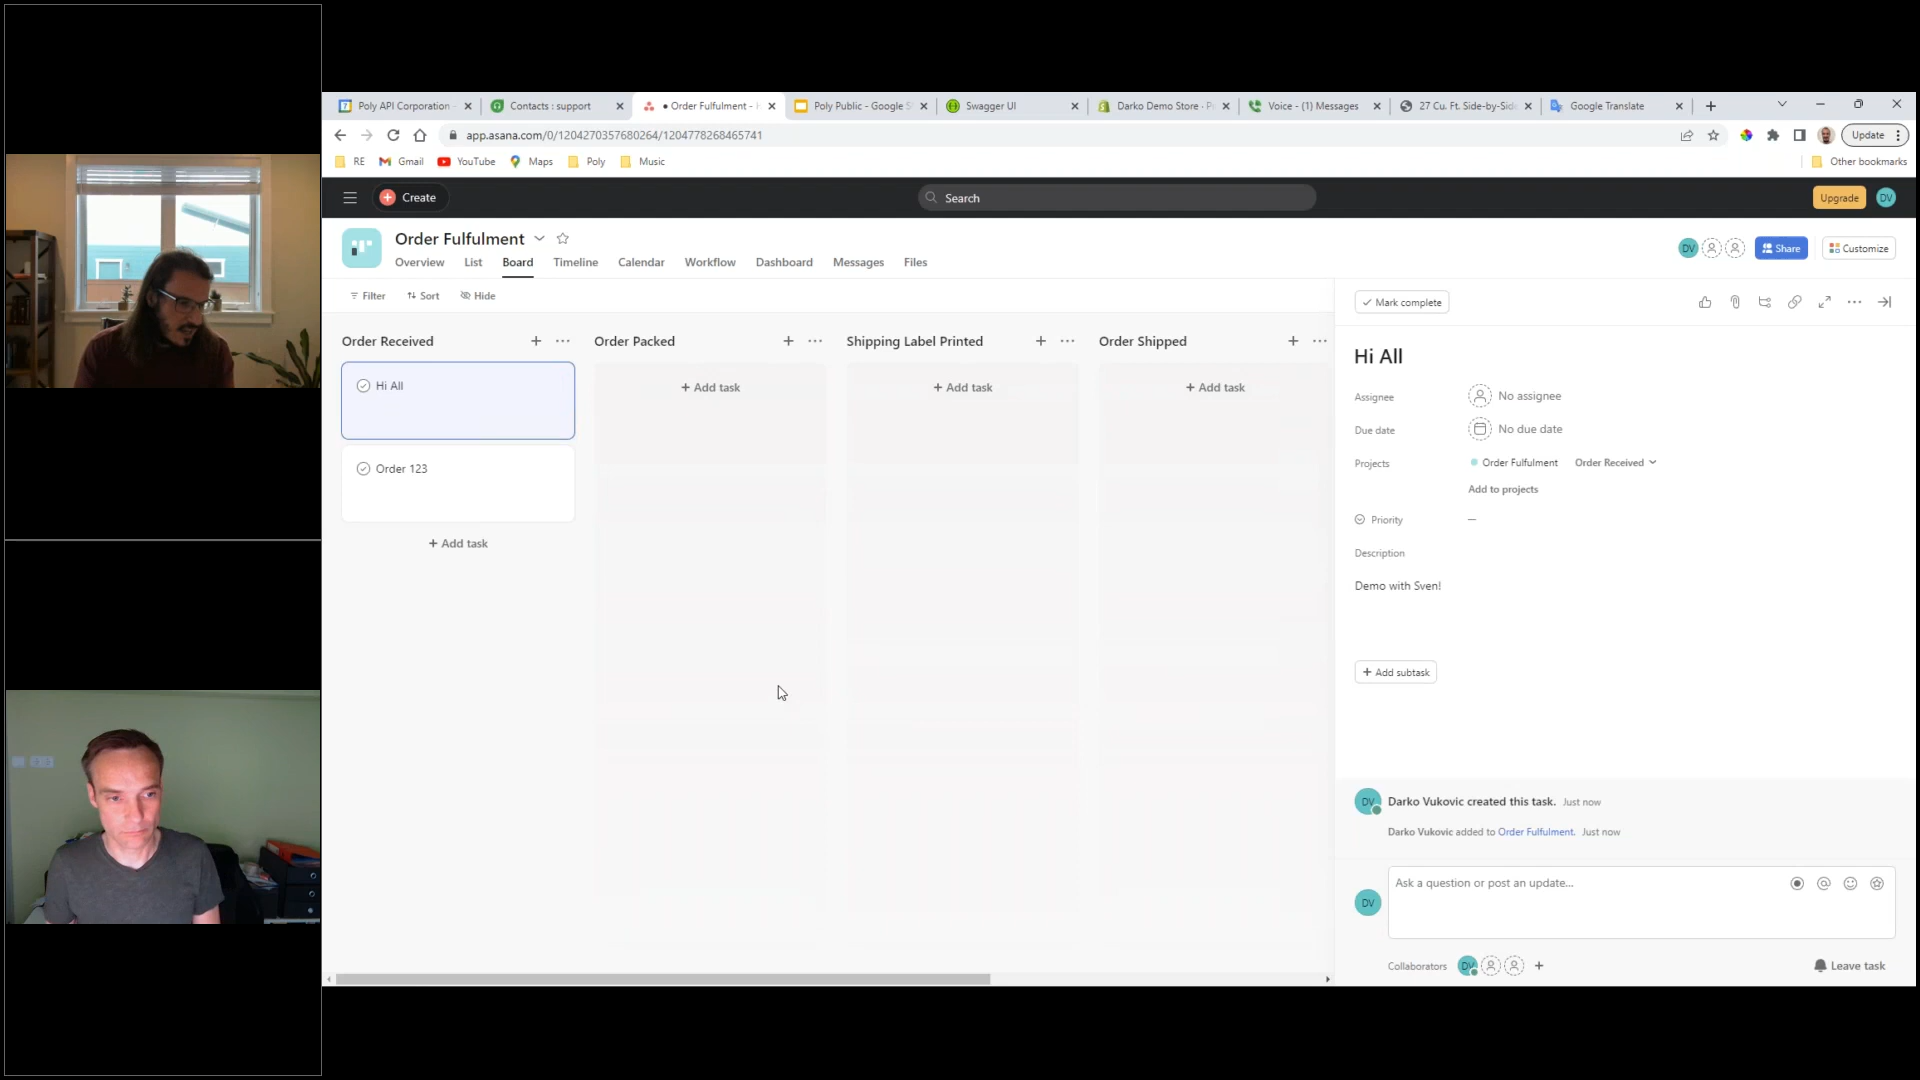 Poly API Corporation -
Contacts : support
• Order Fulfulment - H
Poly Public - Google S
Swagger UI
Darko Demo Store · P
Voice - (1) Messages
27 Cu. Ft. Side-by-Side
Google Translate
app.asana.com/0/1204270357680264/1204778268465741
Update
RE
Gmail
YouTube
Maps
Poly
Music
Other bookmarks
Create
Search
Upgrade
DV
Order Fulfulment
DV
Share
Customize
Overview
List
Board
Timeline
Calendar
Workflow
Dashboard
Messages
Files
Filter
Sort
Hide
Mark complete
Order Received
Order Packed
Shipping Label Printed
Order Shipped
Hi All
Order 123
+ Add task
+ Add task
+ Add task
+ Add task
Hi All
Assignee
No assignee
Due date
No due date
Projects
Order Fulfulment
Order Received
Add to projects
Priority
—
Description
Demo with Sven!
+ Add subtask
DV
Darko Vukovic created this task. Just now
Darko Vukovic added to Order Fulfulment. Just now
DV
Ask a question or post an update...
Collaborators
DV
Leave task